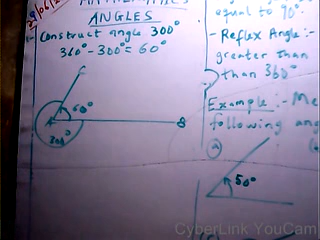 ANGLES
- Construct angle 300°
360° - 300° = 60°
C
60°
300°
B
equal to 90°.
- Reflex Angle :-
greater than
than 360°
Example :- Me
following ang
a
50°
CyberLink YouCam